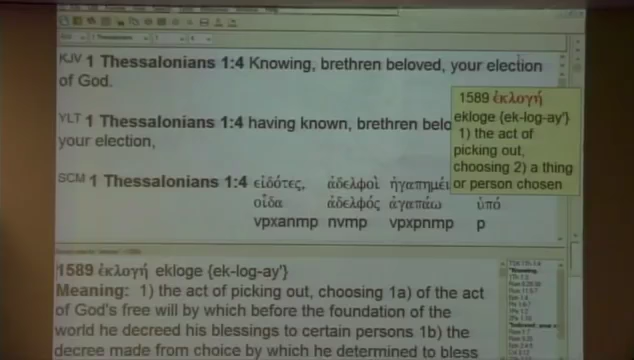 KJV 1 Thessalonians 1:4 Knowing, brethren beloved, your election
of God.
YLT 1 Thessalonians 1:4 having known, brethren
your election,
SCM 1 Thessalonians 1:4 εἰδότες, ἀδελφοὶ
οἶδα ἀδελφός ἀγαπάω ὑπό
vpxanmp nvmp vpxpnmp p
1589 ἐκλογή
ekloge {ek-log-ay'}
1) the act of
picking out,
choosing 2) a thing
or person chosen
1589 ἐκλογή ekloge {ek-log-ay'}
Meaning: 1) the act of picking out, choosing 1a) of the act
of God's free will by which before the foundation of the
world he decreed his blessings to certain persons 1b) the
decree made from choice by which he determined to bless